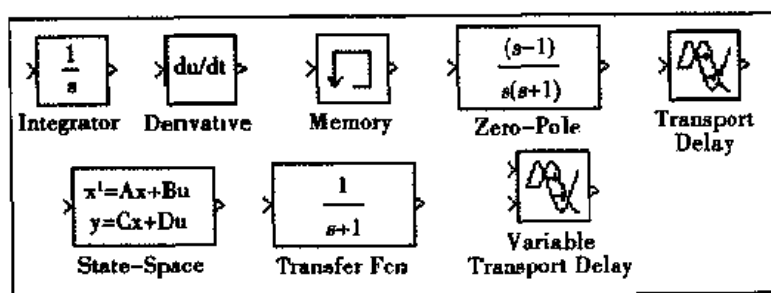 1
s
Integrator
du/dt
Derivative
Memory
(s-1)
s(s+1)
Zero-Pole
Transport
Delay
x'=Ax+Bu
y=Cx+Du
State-Space
1
s+1
Transfer Fcn
Variable
Transport Delay